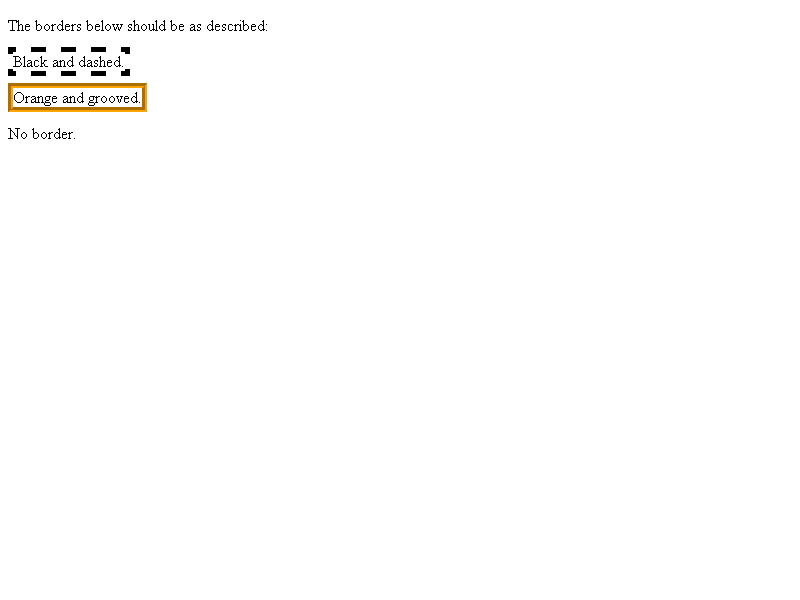 The borders below should be as described:
Black and dashed.
Orange and grooved.
No border.